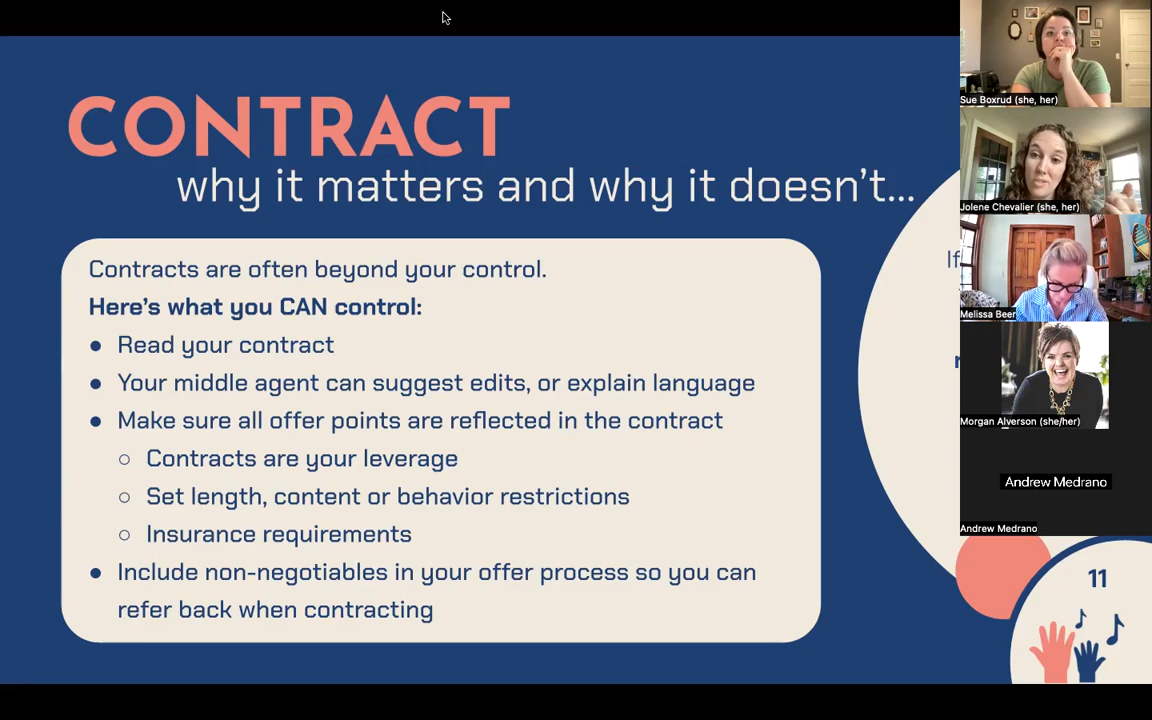 CONTRACT
why it matters and why it doesn't...
Contracts are often beyond your control.
Here's what you CAN control:
● Read your contract
● Your middle agent can suggest edits, or explain language
● Make sure all offer points are reflected in the contract
○ Contracts are your leverage
○ Set length, content or behavior restrictions
○ Insurance requirements
● Include non-negotiables in your offer process so you can
refer back when contracting
If
11
Sue Boxrud (she, her)
Jolene Chevalier (she, her)
Melissa Beer
Morgan Alverson (she/her)
Andrew Medrano
Andrew Medrano